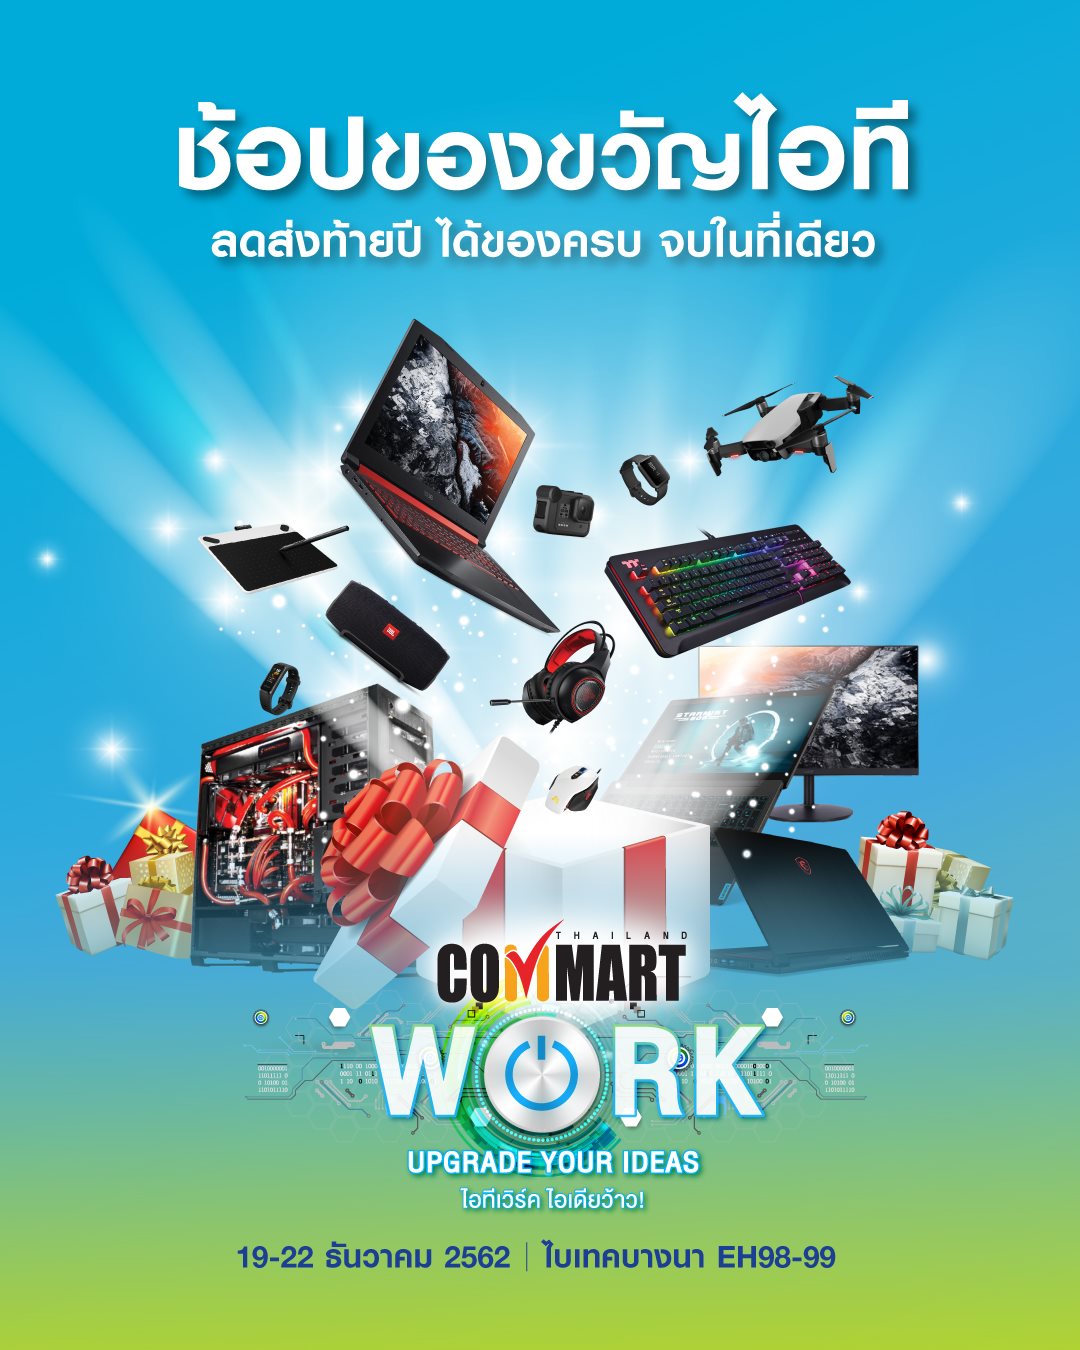 ช้อปของขวัญไอที
ลดส่งท้ายปี ได้ของครบ จบในที่เดียว
JBL
THAILAND
COMMART
WORK
UPGRADE YOUR IDEAS
ไอทีเวิร์ค ไอเดียว้าว!
19-22 ธันวาคม 2562 | ไบเทคบางนา EH98-99